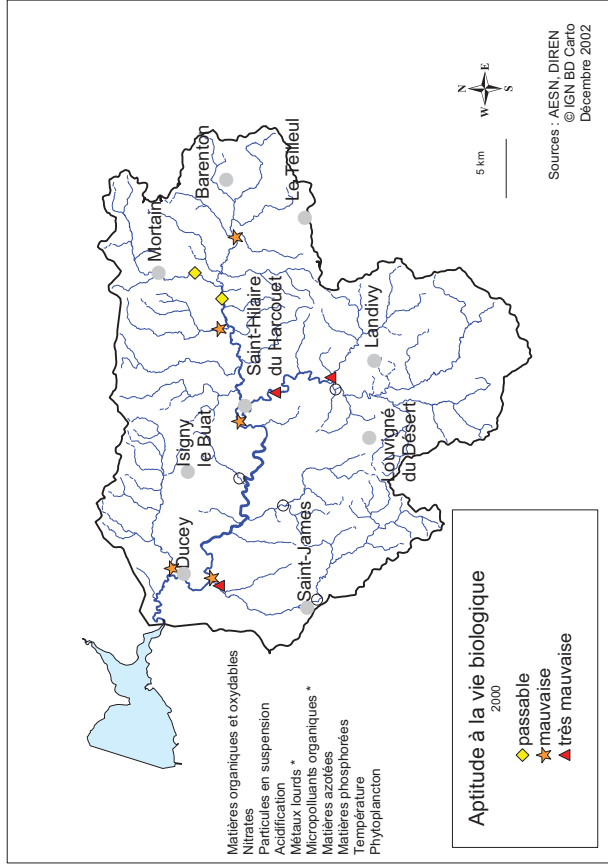 Mortain
Barenton
Le Teilleul
Saint-Hilaire
du Harcouet
Isigny
le Buat
Ducey
Landivy
Louvigné
du Désert
Saint-James
Matières organiques et oxydables
Nitrates
Particules en suspension
Acidification
Métaux lourds *
Micropolluants organiques *
Matières azotées
Matières phosphorées
Température
Phytoplancton
Aptitude à la vie biologique
2000
passable
mauvaise
très mauvaise
N
W E
S
5 km
Sources : AESN, DIREN
© IGN BD Carto
Décembre 2002